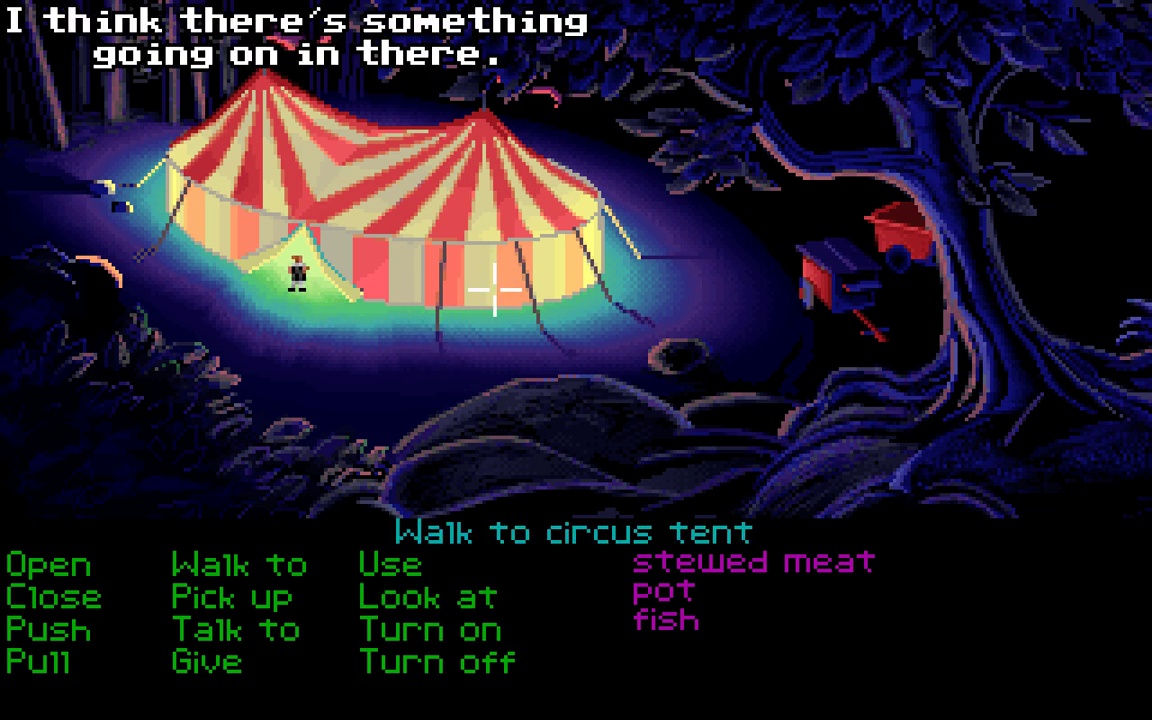 I think there's something
going on in there.
Walk to circus tent
Open Walk to Use stewed meat
Close Pick up Look at pot
Push Talk to Turn on fish
Pull Give Turn off